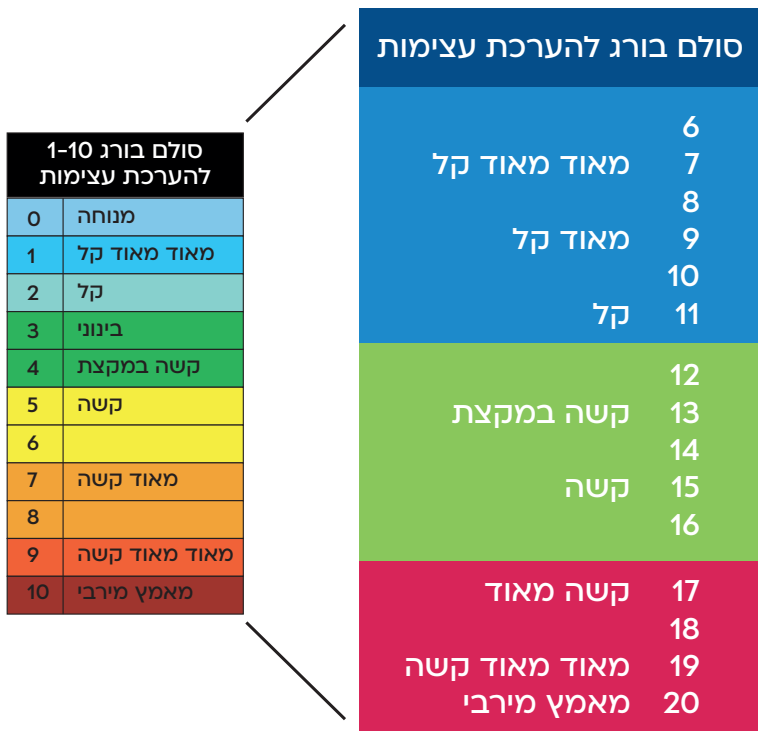 סולם בורג להערכת עצימות
6
7 מאוד מאוד קל
8
9 מאוד קל
10
11 קל
12
13 קשה במקצת
14
15 קשה
16
17 קשה מאוד
18
19 מאוד מאוד קשה
20 מאמץ מירבי
סולם בורג 1-10
להערכת עצימות
0 מנוחה
1 מאוד מאוד קל
2 קל
3 בינוני
4 קשה במקצת
5 קשה
6
7 מאוד קשה
8
9 מאוד מאוד קשה
10 מאמץ מירבי